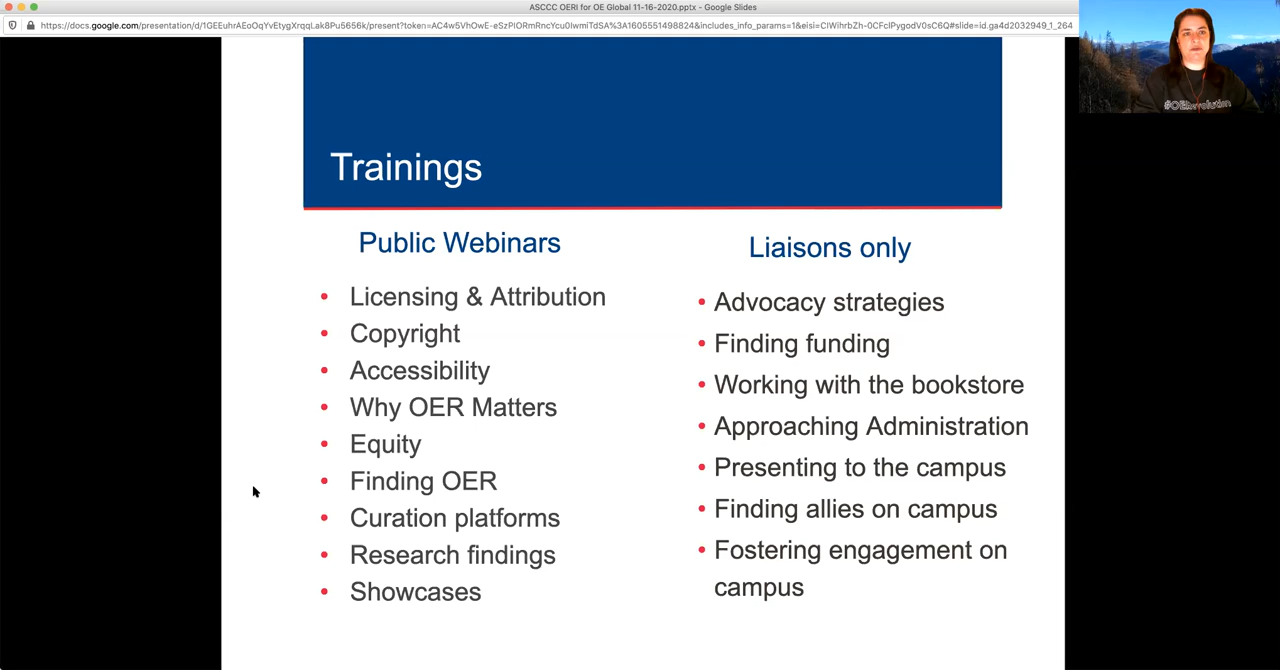 ASCCC OERI for OE Global 11-16-2020.pptx - Google Slides
Trainings
Public Webinars
• Licensing & Attribution
• Copyright
• Accessibility
• Why OER Matters
• Equity
• Finding OER
• Curation platforms
• Research findings
• Showcases
Liaisons only
• Advocacy strategies
• Finding funding
• Working with the bookstore
• Approaching Administration
• Presenting to the campus
• Finding allies on campus
• Fostering engagement on
campus